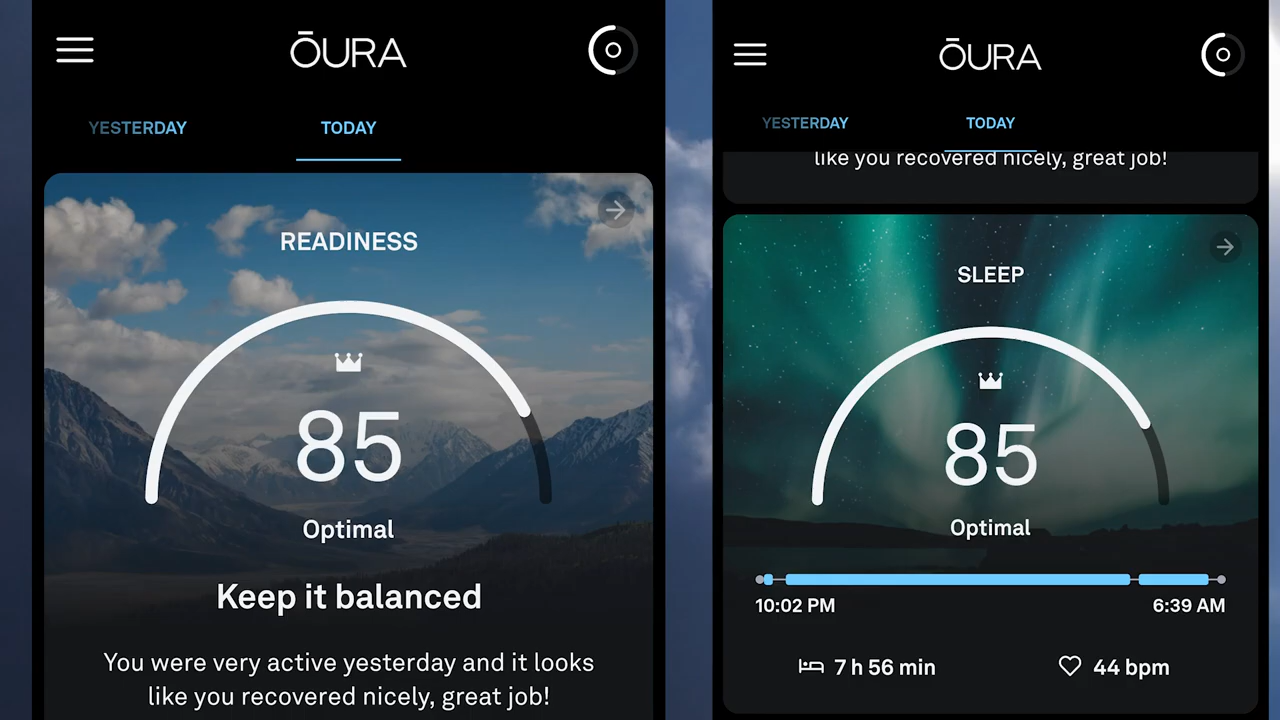 ŌURA
YESTERDAY TODAY
READINESS
85
Optimal
Keep it balanced
You were very active yesterday and it looks
like you recovered nicely, great job!
ŌURA
YESTERDAY TODAY
like you recovered nicely, great job!
SLEEP
85
Optimal
10:02 PM 6:39 AM
7 h 56 min 44 bpm